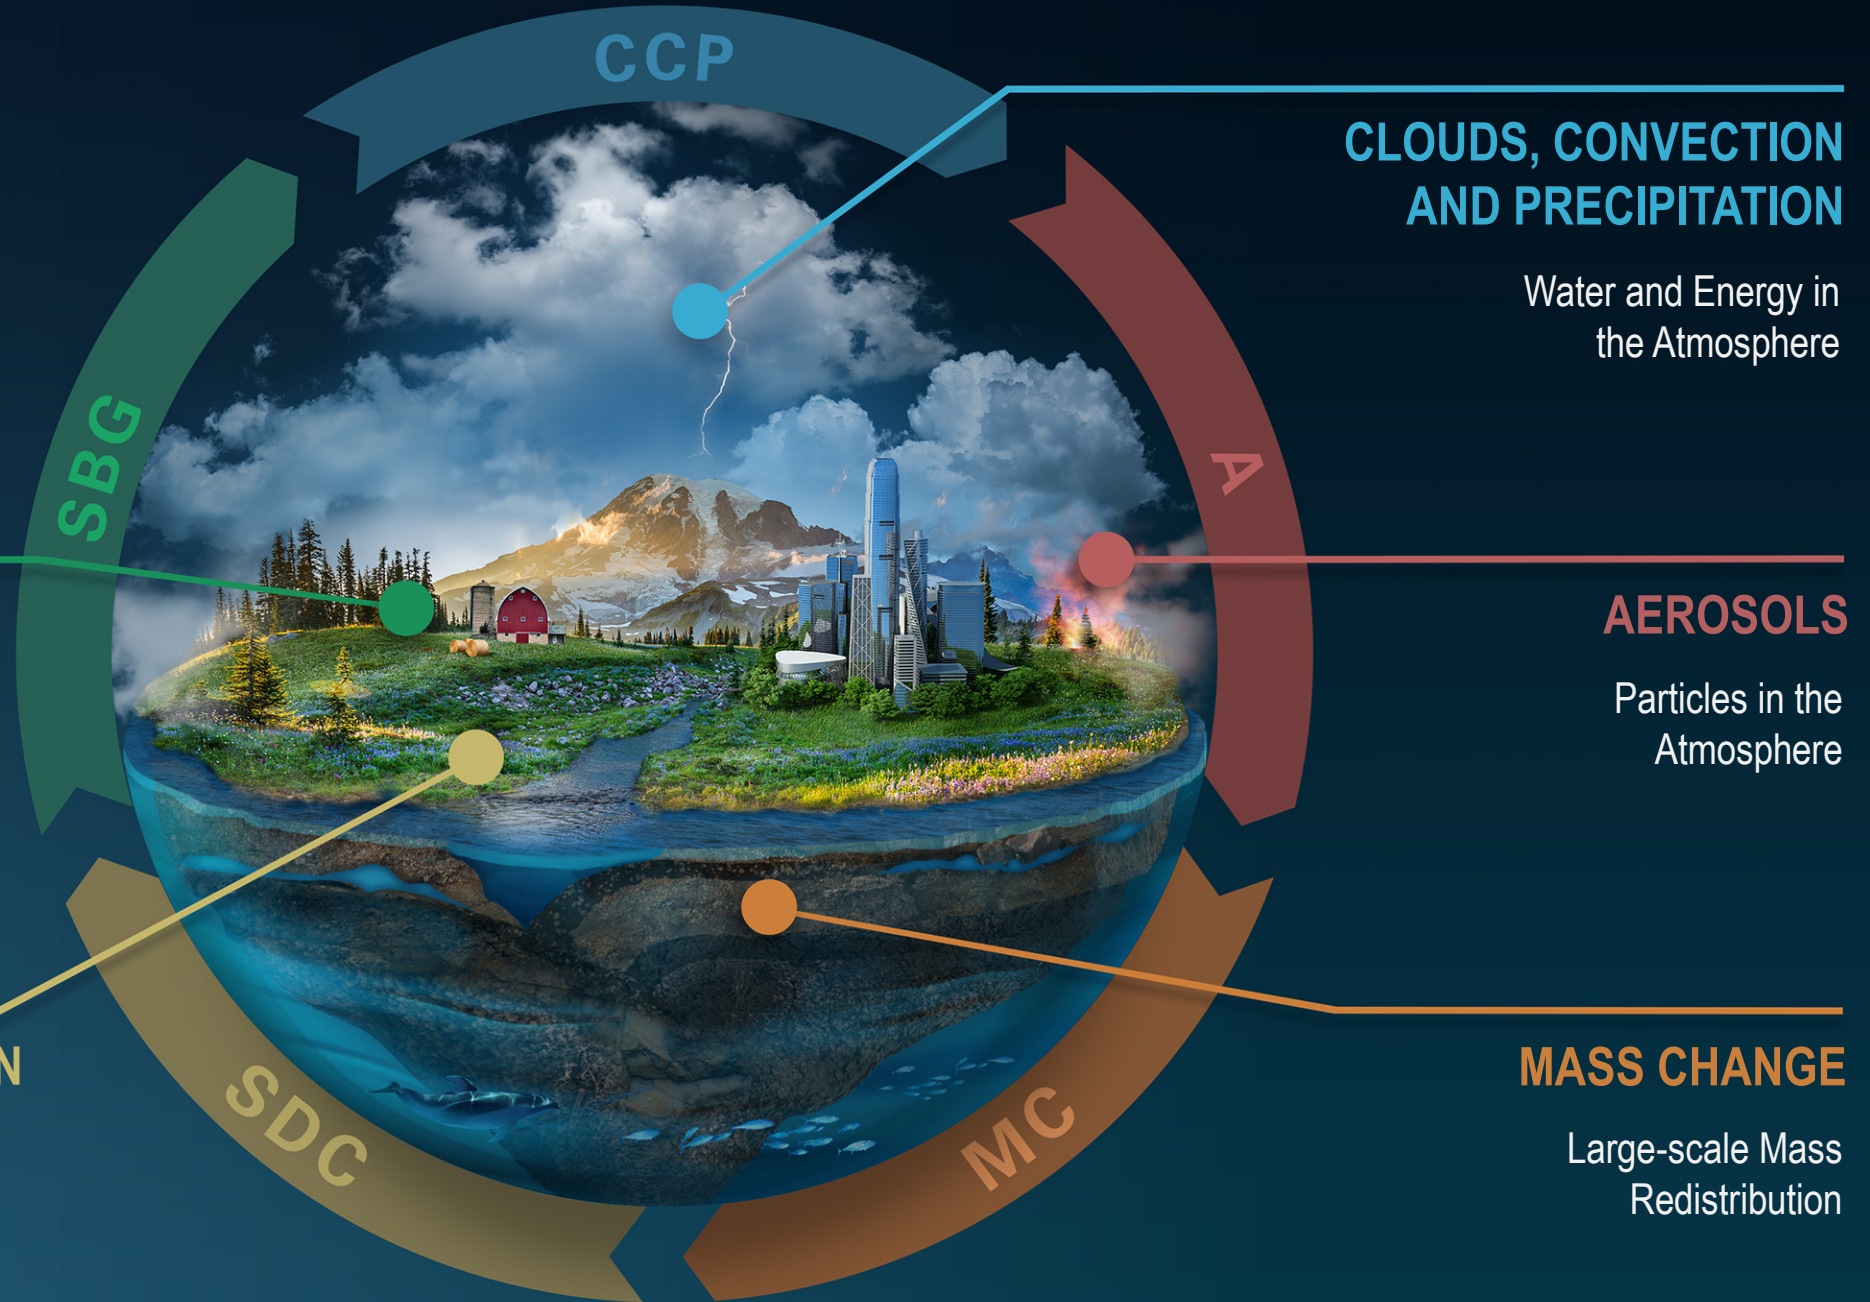 CCP
A
MC
SDC
SBG
CLOUDS, CONVECTION
AND PRECIPITATION
Water and Energy in
the Atmosphere
AEROSOLS
Particles in the
Atmosphere
MASS CHANGE
Large-scale Mass
Redistribution